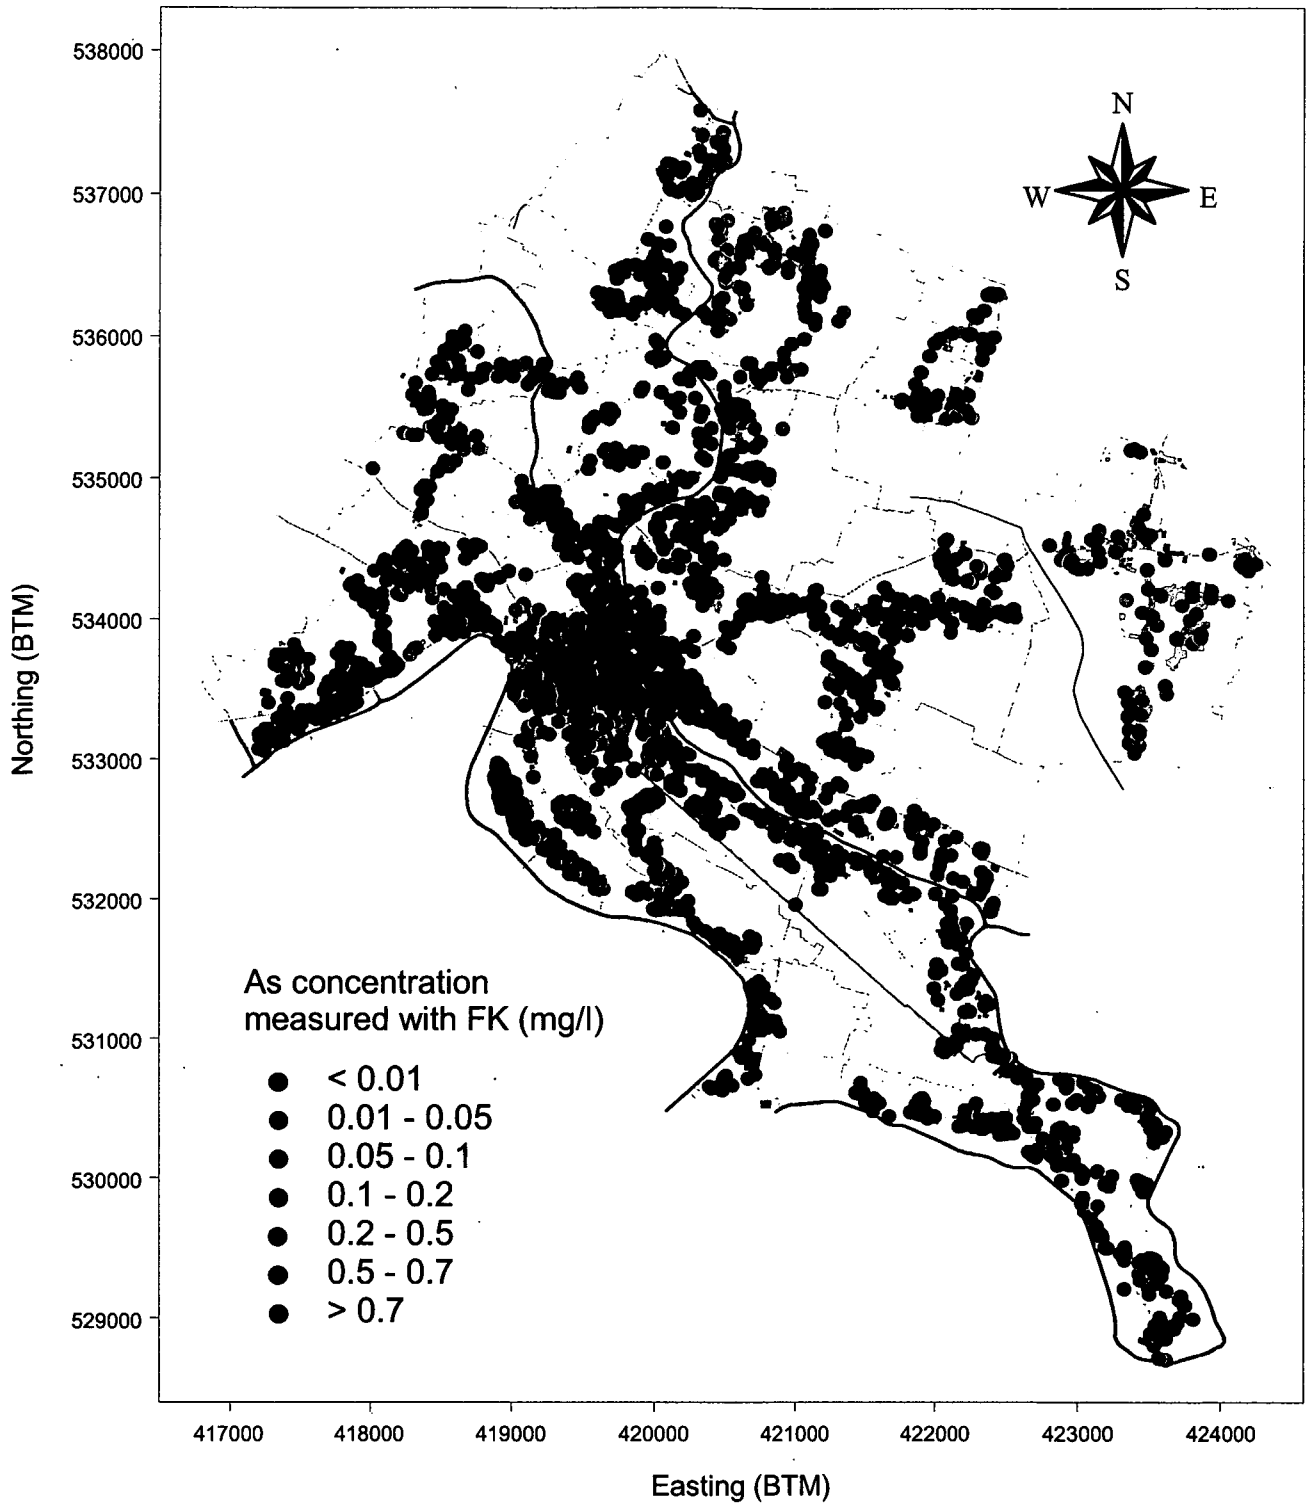 538000
537000
536000
535000
534000
533000
532000
531000
530000
529000
Northing (BTM)
N
W
E
S
As concentration
measured with FK (mg/l)
< 0.01
0.01 - 0.05
0.05 - 0.1
0.1 - 0.2
0.2 - 0.5
0.5 - 0.7
> 0.7
417000
418000
419000
420000
421000
422000
423000
424000
Easting (BTM)